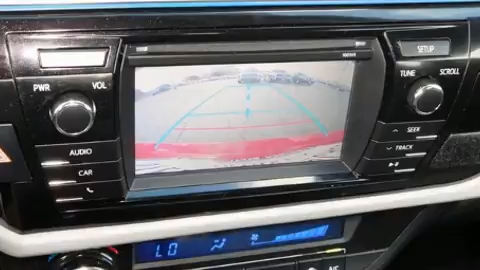 SETUP
PWR
VOL
TUNE
SCROLL
AUDIO
SEEK
CAR
TRACK
LO